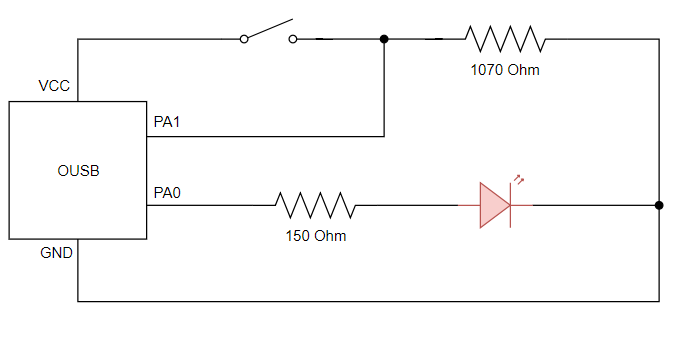 1070 Ohm
VCC
PA1
OUSB
PA0
150 Ohm
GND